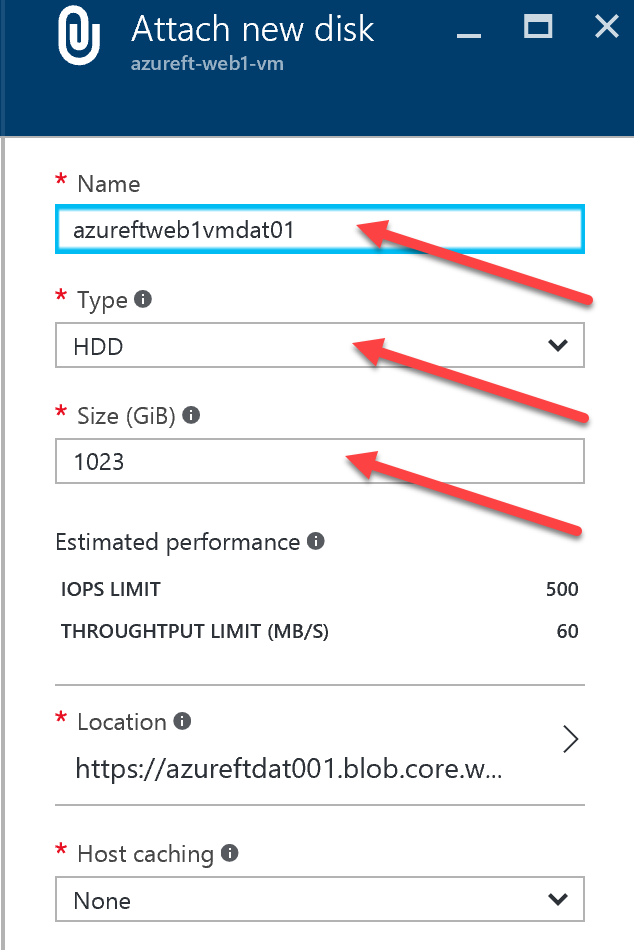 Attach new disk
azureft-web1-vm
* Name
azureftweb1vmdat01
* Type
HDD
* Size (GiB)
1023
Estimated performance
IOPS LIMIT 500
THROUGHTPUT LIMIT (MB/S) 60
* Location
https://azureftdat001.blob.core.w...
* Host caching
None